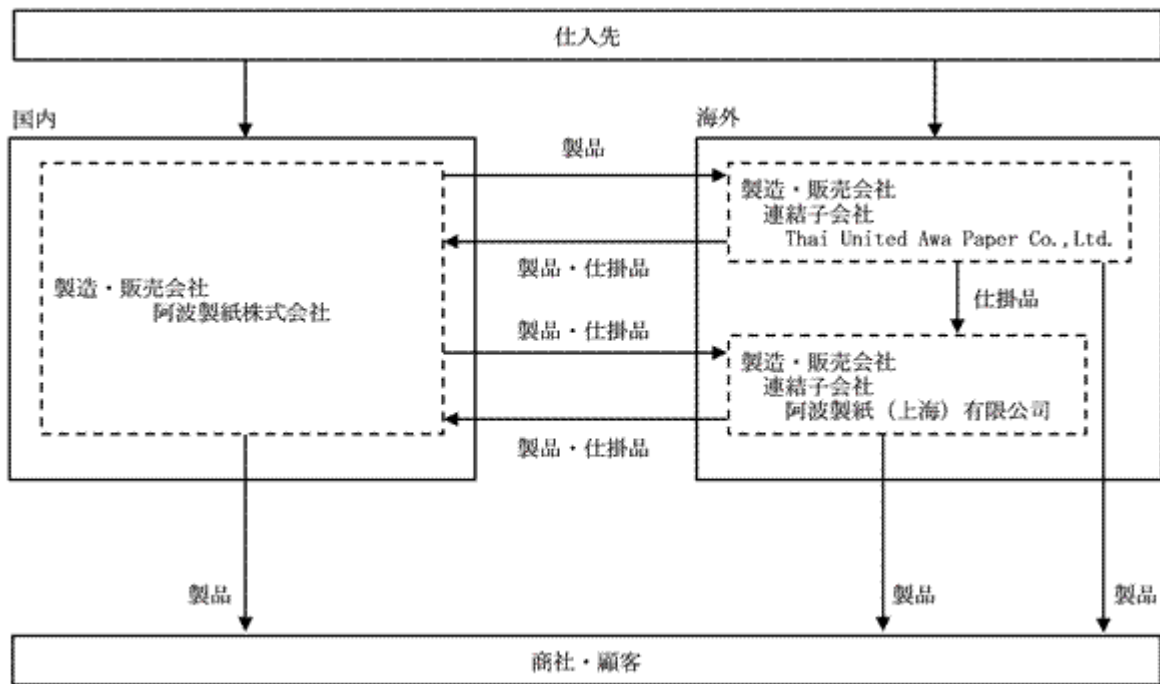 仕入先
国内
海外
製品
製造・販売会社
連結子会社
Thai United Awa Paper Co.,Ltd.
製品・仕掛品
製造・販売会社
阿波製紙株式会社
仕掛品
製品・仕掛品
製造・販売会社
連結子会社
阿波製紙（上海）有限公司
製品・仕掛品
製品
製品
製品
商社・顧客